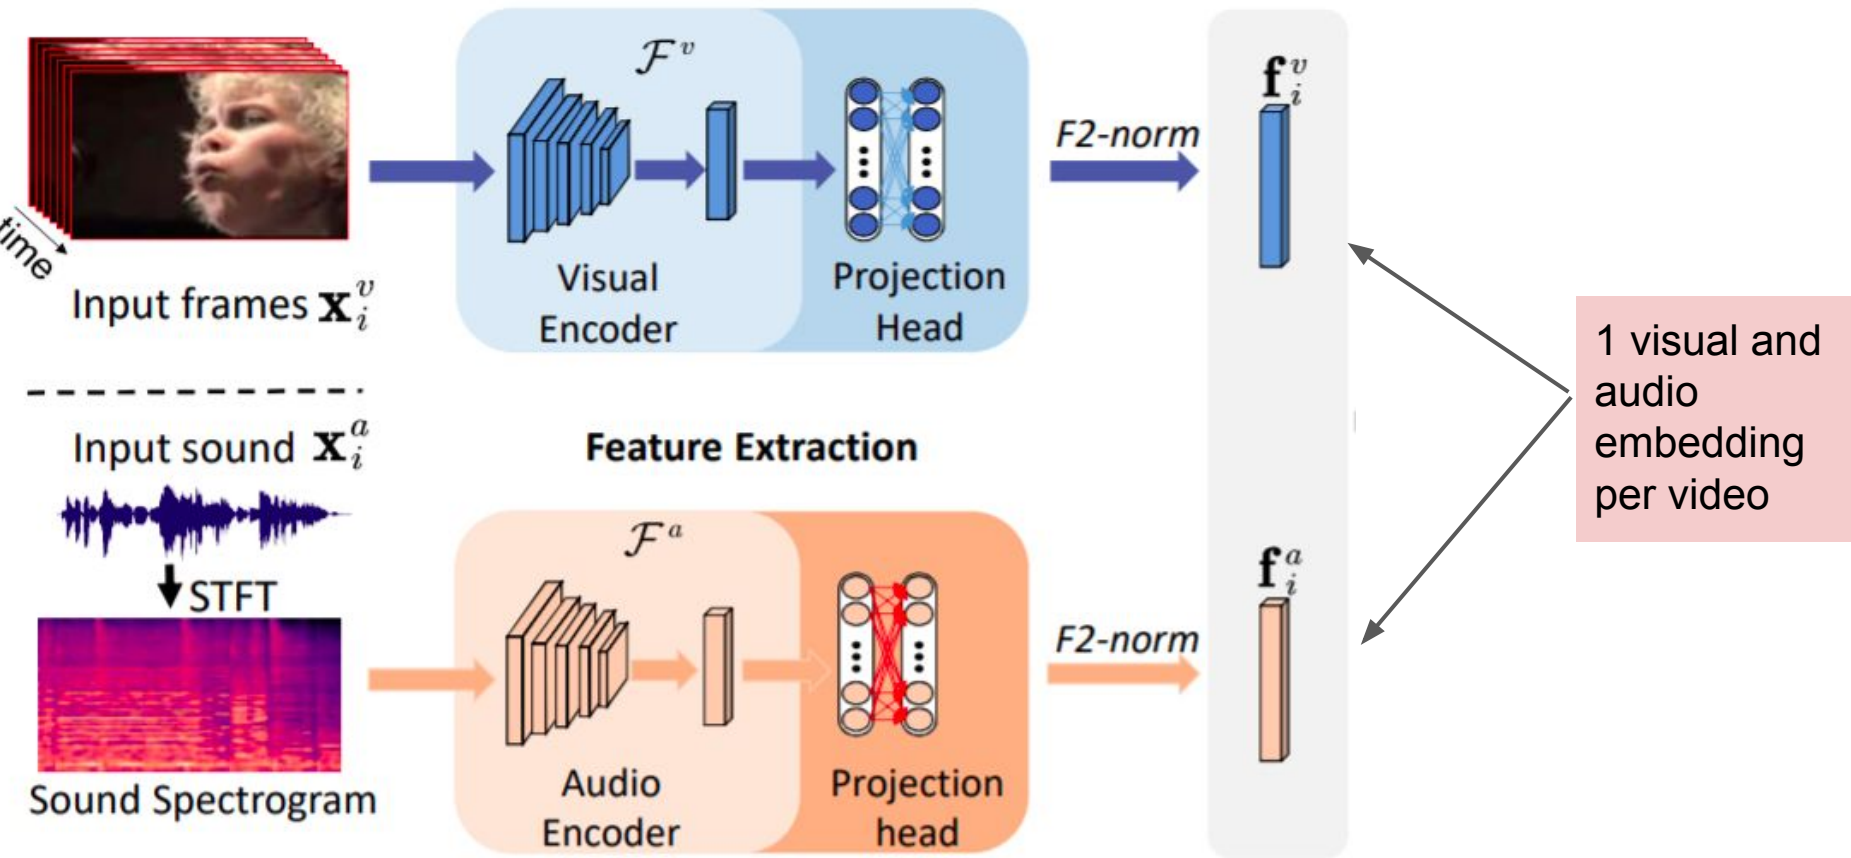 time
Input frames x_i^v
Input sound x_i^a
STFT
Sound Spectrogram
ℱ^v
Visual
Encoder
Projection
Head
F2-norm
f_i^v
Feature Extraction
ℱ^a
Audio
Encoder
Projection
head
F2-norm
f_i^a
1 visual and
audio
embedding
per video